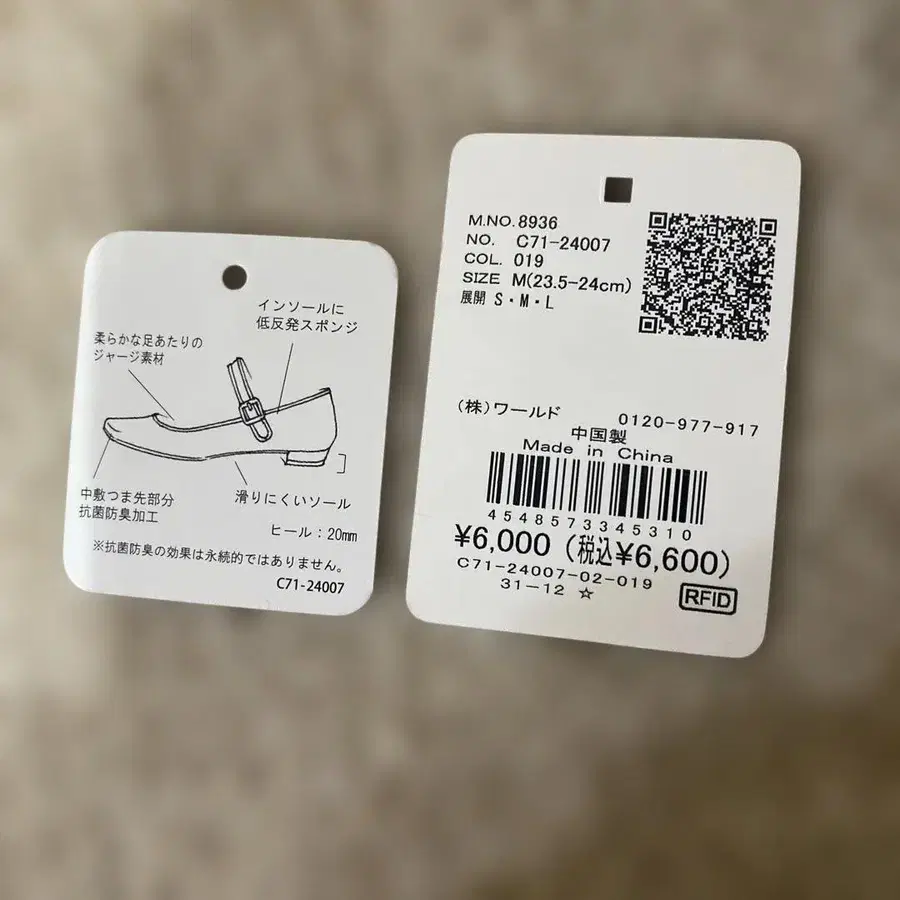 インソールに
低反発スポンジ
柔らかな足あたりの
ジャージ素材
中敷つま先部分
抗菌防臭加工
滑りにくいソール
ヒール：20mm
※抗菌防臭の効果は永続的ではありません。
C71-24007
M.NO.8936
NO. C71-24007
COL. 019
SIZE M(23.5-24cm)
展開 S・M・L
(株)ワールド 0120-977-917
中国製
Made in China
4548573345310
¥6,000 (税込¥6,600)
C71-24007-02-019
31-12 ☆
RFID